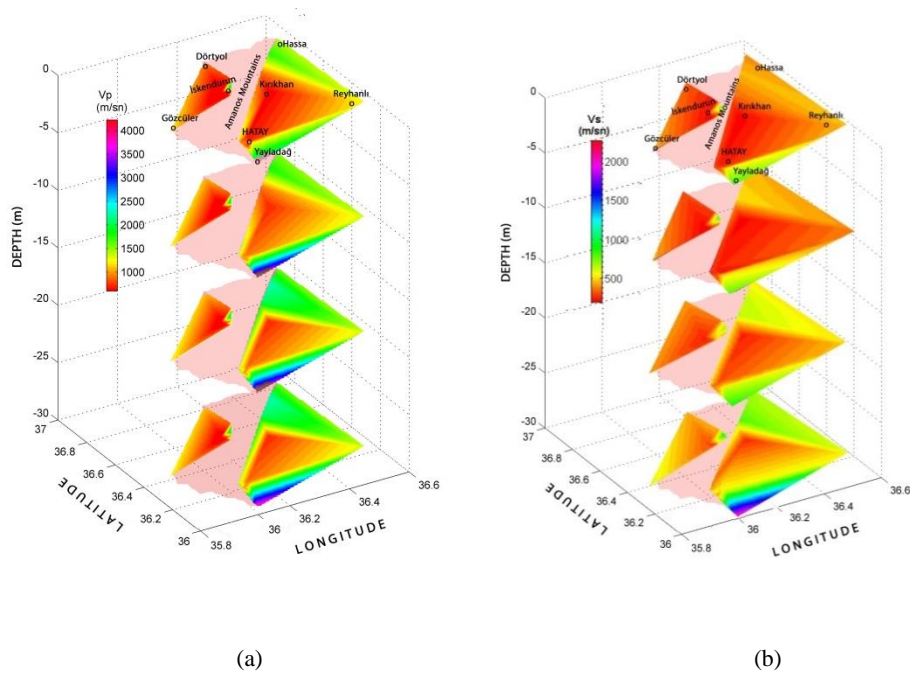 oHassa
Dörtyol
İskendurun
Amanos Mountains
Kırıkhan
Reyhanlı
Gözcüler
HATAY
Yayladağ
Vp
(m/sn)
4000
3500
3000
2500
2000
1500
1000
DEPTH (m)
0
-5
-10
-15
-20
-25
-30
37
36.8
36.6
36.4
36.2
36
LATITUDE
35.8
36
36.2
36.4
36.6
LONGITUDE
(a)
oHassa
Dörtyol
İskendurun
Amanos Mountains
Kırıkhan
Reyhanlı
Gözcüler
HATAY
Yayladağ
Vs
(m/sn)
2000
1500
1000
500
DEPTH (m)
0
-5
-10
-15
-20
-25
-30
37
36.8
36.6
36.4
36.2
36
LATITUDE
35.8
36
36.2
36.4
36.6
LONGITUDE
(b)